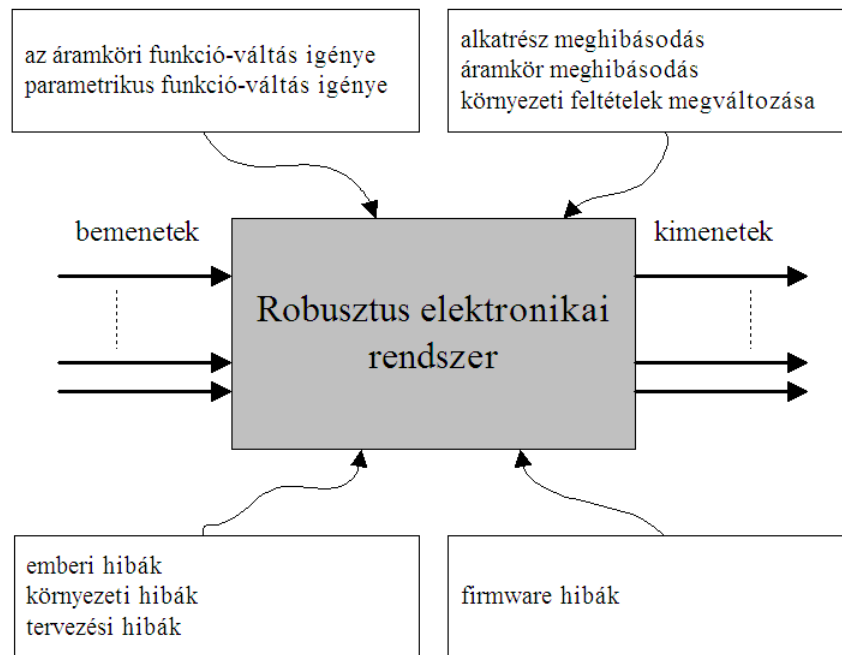 az áramköri funkció-váltás igénye
parametrikus funkció-váltás igénye
alkatrész meghibásodás
áramkör meghibásodás
környezeti feltételek megváltozása
bemenetek
kimenetek
Robusztus elektronikai
rendszer
emberi hibák
környezeti hibák
tervezési hibák
firmware hibák